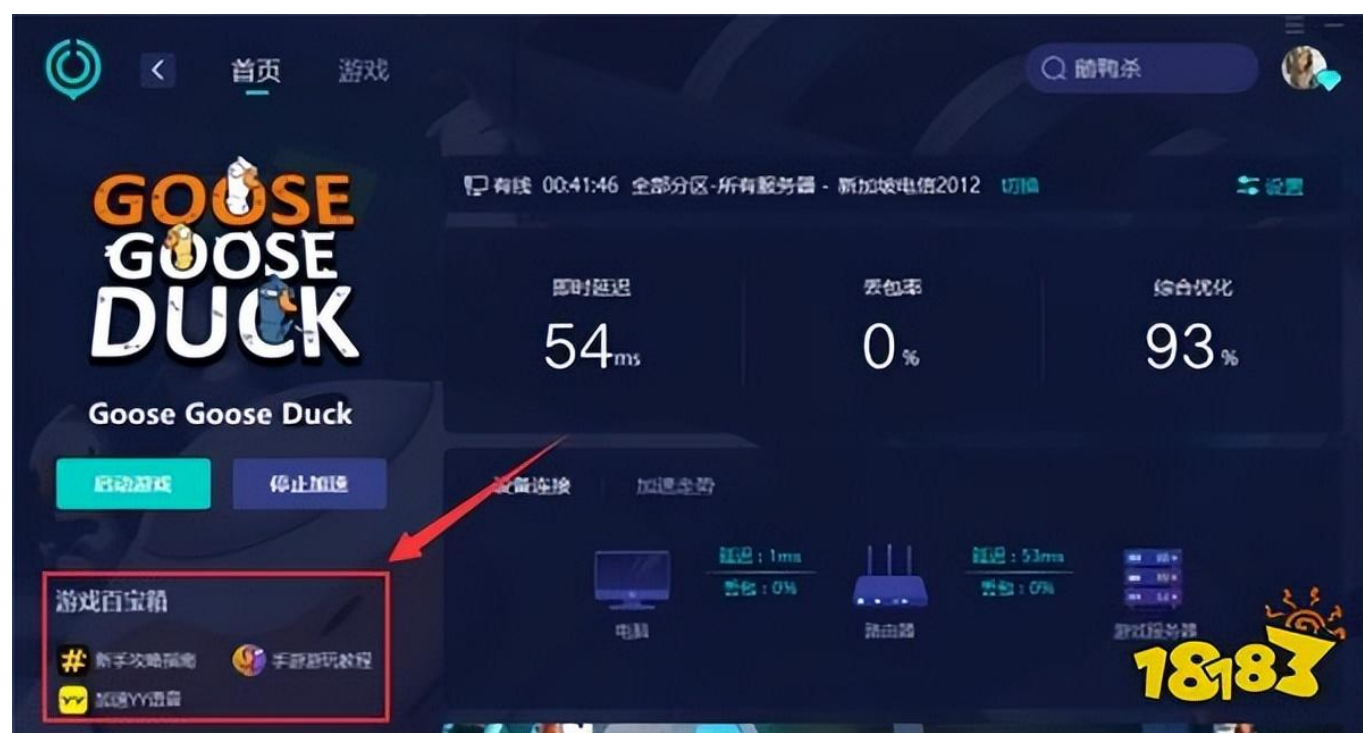 首页 游戏
鹅鸭杀
GOOSE
GOOSE
DUCK
Goose Goose Duck
启动游戏 停止加速
有线 00:41:46 全部分区-所有服务器 - 新加坡电信2012 切换 设置
即时延迟 丢包率 综合优化
54ms 0% 93%
设备连接 加速走势
延迟：1ms 延迟：53ms
丢包：0% 丢包：0%
电脑 路由器 游戏服务器
游戏百宝箱
新手攻略指南 手游游玩教程
加速YY语音
18183